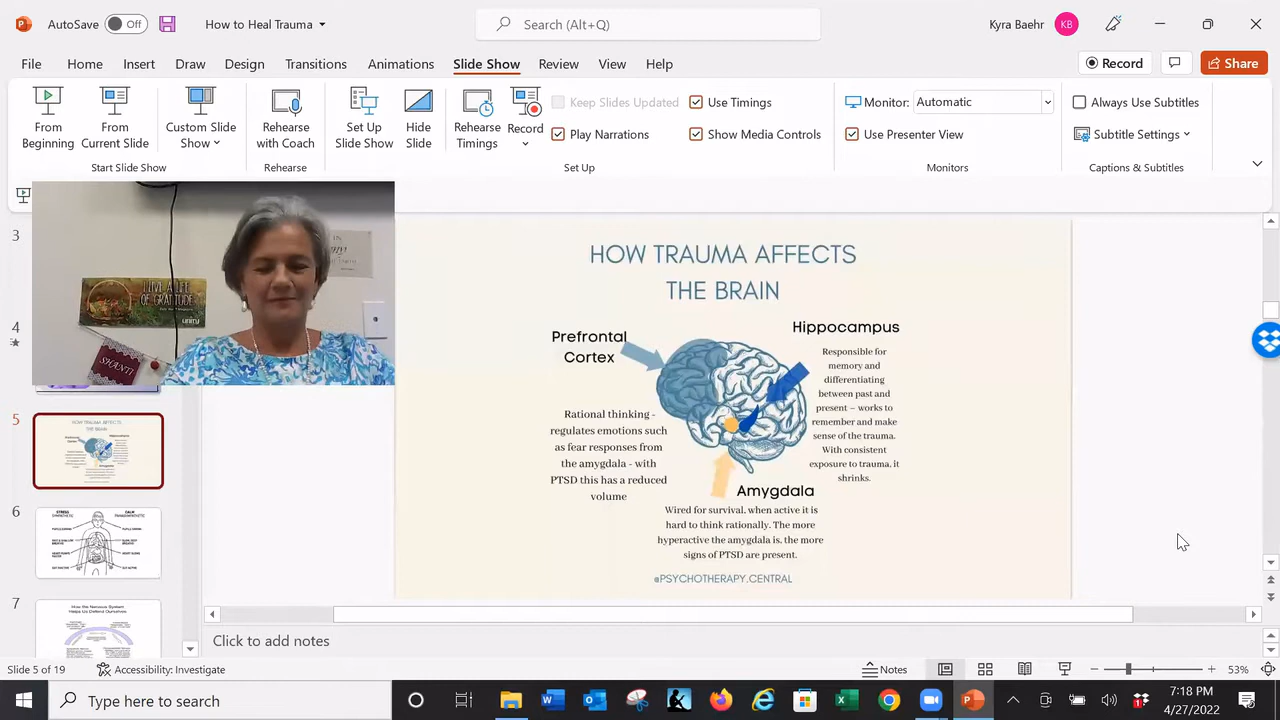 AutoSave Off How to Heal Trauma Search (Alt+Q) Kyra Baehr KB
File Home Insert Draw Design Transitions Animations Slide Show Review View Help Record Share
From Beginning
From Current Slide
Custom Slide Show
Rehearse with Coach
Set Up Slide Show
Hide Slide
Rehearse Timings
Record
Keep Slides Updated
Play Narrations
Use Timings
Show Media Controls
Monitor: Automatic
Use Presenter View
Always Use Subtitles
Subtitle Settings
Start Slide Show Rehearse Set Up Monitors Captions & Subtitles
I LIVE A LIFE
OF GRATITUDE
unity
SHANTI
3
4
5
HOW TRAUMA AFFECTS
THE BRAIN
6
STRESS
CALM
7
How the Nervous System
Helps Us Defend Ourselves
HOW TRAUMA AFFECTS
THE BRAIN
Prefrontal
Cortex
Rational thinking -
regulates emotions such
as fear responses from
the amygdala - with
PTSD this has a reduced
volume
Hippocampus
Responsible for
memory and
differentiating
between past and
present – works to
remember and make
sense of the trauma.
With consistent
exposure to trauma, it
shrinks.
Amygdala
Wired for survival, when active it is
hard to think rationally. The more
hyperactive the amygdala is, the more
signs of PTSD are present.
@PSYCHOTHERAPY.CENTRAL
Click to add notes
Slide 5 of 19 Accessibility: Investigate Notes 53%
Type here to search
7:18 PM
4/27/2022